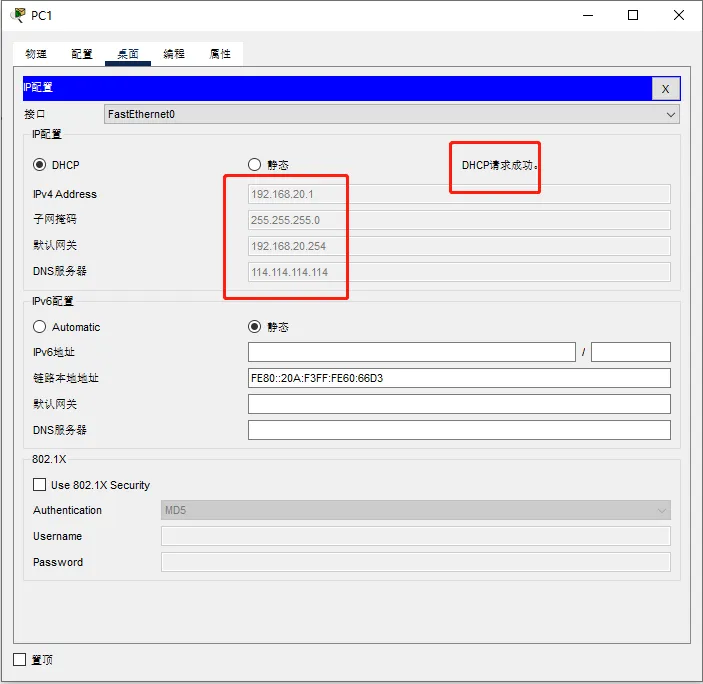 PC1
物理 配置 桌面 编程 属性
IP配置 X
接口 FastEthernet0
IP配置
DHCP 静态 DHCP请求成功。
IPv4 Address 192.168.20.1
子网掩码 255.255.255.0
默认网关 192.168.20.254
DNS服务器 114.114.114.114
IPv6配置
Automatic 静态
IPv6地址 /
链路本地地址 FE80::20A:F3FF:FE60:66D3
默认网关
DNS服务器
802.1X
Use 802.1X Security
Authentication MD5
Username
Password
置顶